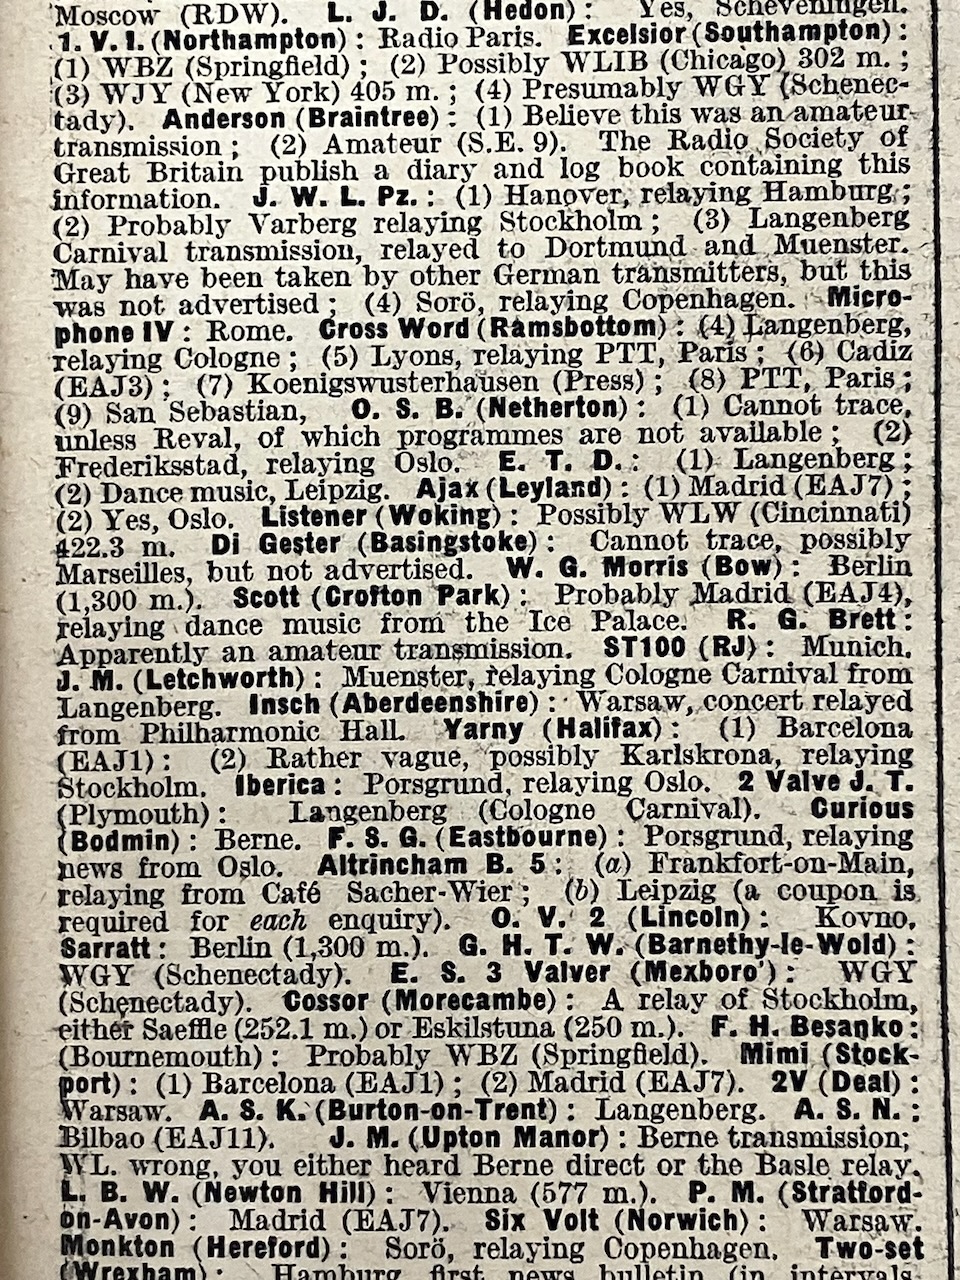 Moscow (RDW). L. J. D. (Hedon): Yes, Scheveningen.
1. V. I. (Northampton): Radio Paris. Excelsior (Southampton):
(1) WBZ (Springfield); (2) Possibly WLIB (Chicago) 302 m.;
(3) WJY (New York) 405 m.; (4) Presumably WGY (Schenec-
tady). Anderson (Braintree): (1) Believe this was an amateur
transmission; (2) Amateur (S.E. 9). The Radio Society of
Great Britain publish a diary and log book containing this
information. J. W. L. Pz.: (1) Hanover, relaying Hamburg;
(2) Probably Varberg relaying Stockholm; (3) Langenberg
Carnival transmission, relayed to Dortmund and Muenster.
May have been taken by other German transmitters, but this
was not advertised; (4) Sorö, relaying Copenhagen. Micro-
phone IV: Rome. Cross Word (Ramsbottom): (4) Langenberg,
relaying Cologne; (5) Lyons, relaying PTT, Paris; (6) Cadiz
(EAJ3); (7) Koenigswusterhausen (Press); (8) PTT, Paris;
(9) San Sebastian, O. S. B. (Netherton): (1) Cannot trace,
unless Reval, of which programmes are not available; (2)
Frederiksstad, relaying Oslo. E. T. D.: (1) Langenberg;
(2) Dance music, Leipzig. Ajax (Leyland): (1) Madrid (EAJ7);
(2) Yes, Oslo. Listener (Woking): Possibly WLW (Cincinnati)
422.3 m. Di Gester (Basingstoke): Cannot trace, possibly
Marseilles, but not advertised. W. G. Morris (Bow): Berlin
(1,300 m.). Scott (Crofton Park): Probably Madrid (EAJ4),
relaying dance music from the Ice Palace. R. G. Brett:
Apparently an amateur transmission. ST100 (RJ): Munich.
J. M. (Letchworth): Muenster, relaying Cologne Carnival from
Langenberg. Insch (Aberdeenshire): Warsaw, concert relayed
from Philharmonic Hall. Yarny (Halifax): (1) Barcelona
(EAJ1): (2) Rather vague, possibly Karlskrona, relaying
Stockholm. Iberica: Porsgrund, relaying Oslo. 2 Valve J. T.
(Plymouth): Langenberg (Cologne Carnival). Curious
(Bodmin): Berne. F. S. G. (Eastbourne): Porsgrund, relaying
news from Oslo. Altrincham B. 5: (a) Frankfort-on-Main,
relaying from Café Sacher-Wier; (b) Leipzig (a coupon is
required for each enquiry). O. V. 2 (Lincoln): Kovno.
Sarratt: Berlin (1,300 m.). G. H. T. W. (Barnethy-le-Wold):
WGY (Schenectady). E. S. 3 Valver (Mexboro'): WGY
(Schenectady). Cossor (Morecambe): A relay of Stockholm,
either Saeffle (252.1 m.) or Eskilstuna (250 m.). F. H. Besanko:
(Bournemouth): Probably WBZ (Springfield). Mimi (Stock-
port): (1) Barcelona (EAJ1); (2) Madrid (EAJ7). 2V (Deal):
Warsaw. A. S. K. (Burton-on-Trent): Langenberg. A. S. N.:
Bilbao (EAJ11). J. M. (Upton Manor): Berne transmission;
WL. wrong, you either heard Berne direct or the Basle relay.
L. B. W. (Newton Hill): Vienna (577 m.). P. M. (Stratford-
on-Avon): Madrid (EAJ7). Six Volt (Norwich): Warsaw.
Monkton (Hereford): Sorö, relaying Copenhagen. Two-set
(Wrexham): Hamburg first news bulletin (in intervals